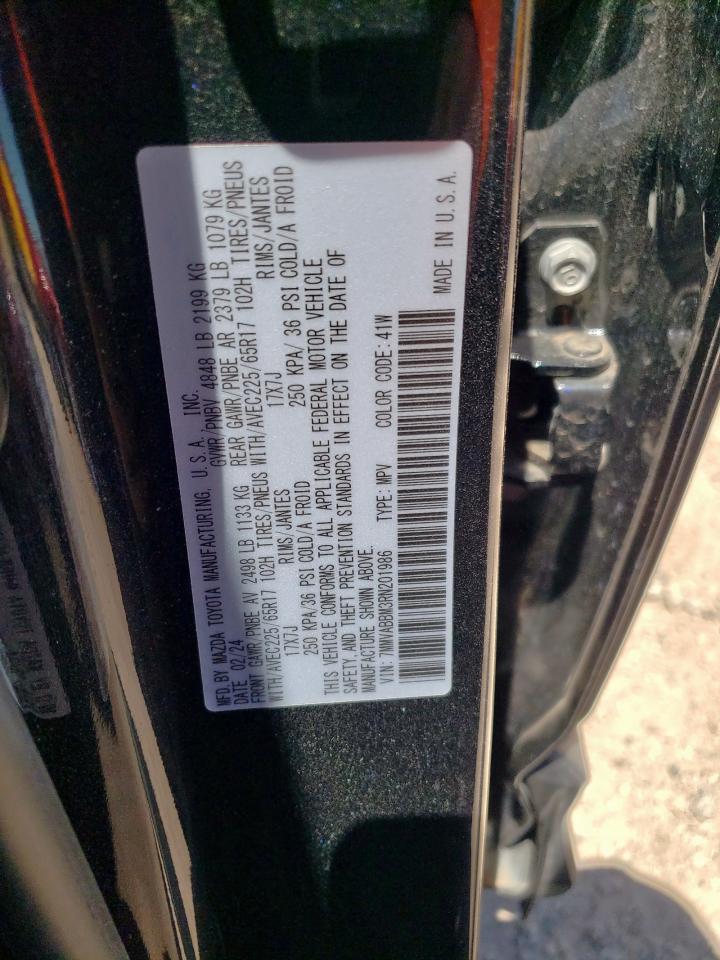 MFD. BY MAZDA TOYOTA MANUFACTURING, U.S.A., INC.
DATE 02/24 GVWR/PNBV 4848 LB 2199 KG
FRONT GAWR/PNBE AV 2498 LB 1133 KG REAR GAWR/PNBE AR 2379 LB 1079 KG
WITH/AVEC225/65R17 102H TIRES/PNEUS WITH/AVEC225/65R17 102H TIRES/PNEUS
17X7J RIMS/JANTES 17X7J RIMS/JANTES
250 KPA/36 PSI COLD/A FROID 250 KPA/ 36 PSI COLD/A FROID
THIS VEHICLE CONFORMS TO ALL APPLICABLE FEDERAL MOTOR VEHICLE
SAFETY,AND THEFT PREVENTION STANDARDS IN EFFECT ON THE DATE OF
MANUFACTURE SHOWN ABOVE.
VIN: 7MMVABBM3RN201986 TYPE: MPV COLOR CODE: 41W
MADE IN U.S.A.